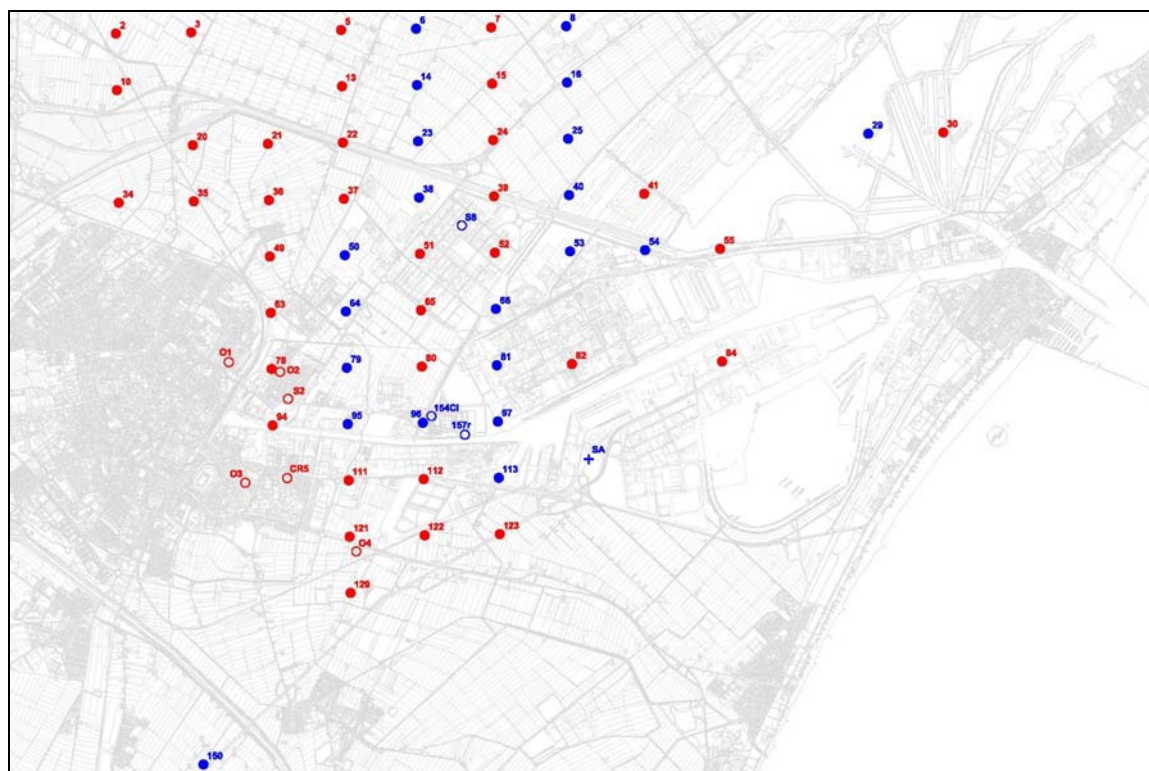 2 3 5 6 7 8
10 13 14 15 16
20 21 22 23 24 25 29 30
34 35 36 37 38 39 40 41
S8
49 50 51 52 53 54 55
63 64 65 66
O1 78 O2 79 80 81 82 84
S2
94 95 96 154CI 157r 97
SA
O3 CR5 111 112 113
121 O4 122 123
129
150